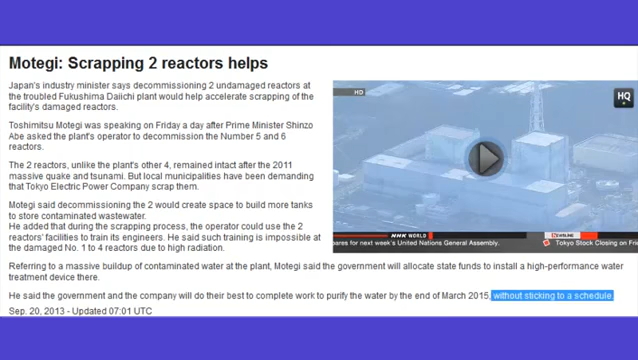 Motegi: Scrapping 2 reactors helps
Japan's industry minister says decommissioning 2 undamaged reactors at
the troubled Fukushima Daiichi plant would help accelerate scrapping of the
facility's damaged reactors.
HD
HQ
Toshimitsu Motegi was speaking on Friday a day after Prime Minister Shinzo
Abe asked the plant's operator to decommission the Number 5 and 6
reactors.
The 2 reactors, unlike the plant's other 4, remained intact after the 2011
massive quake and tsunami. But local municipalities have been demanding
that Tokyo Electric Power Company scrap them.
Motegi said decommissioning the 2 would create space to build more tanks
to store contaminated wastewater.
He added that during the scrapping process, the operator could use the 2
reactors' facilities to train its engineers. He said such training is impossible at
the damaged No. 1 to 4 reactors due to high radiation.
NHK WORLD
NEWSLINE
pares for next week's United Nations General Assembly.
Tokyo Stock Closing on Fri
Referring to a massive buildup of contaminated water at the plant, Motegi said the government will allocate state funds to install a high-performance water
treatment device there.
He said the government and the company will do their best to complete work to purify the water by the end of March 2015, without sticking to a schedule.
Sep. 20, 2013 - Updated 07:01 UTC